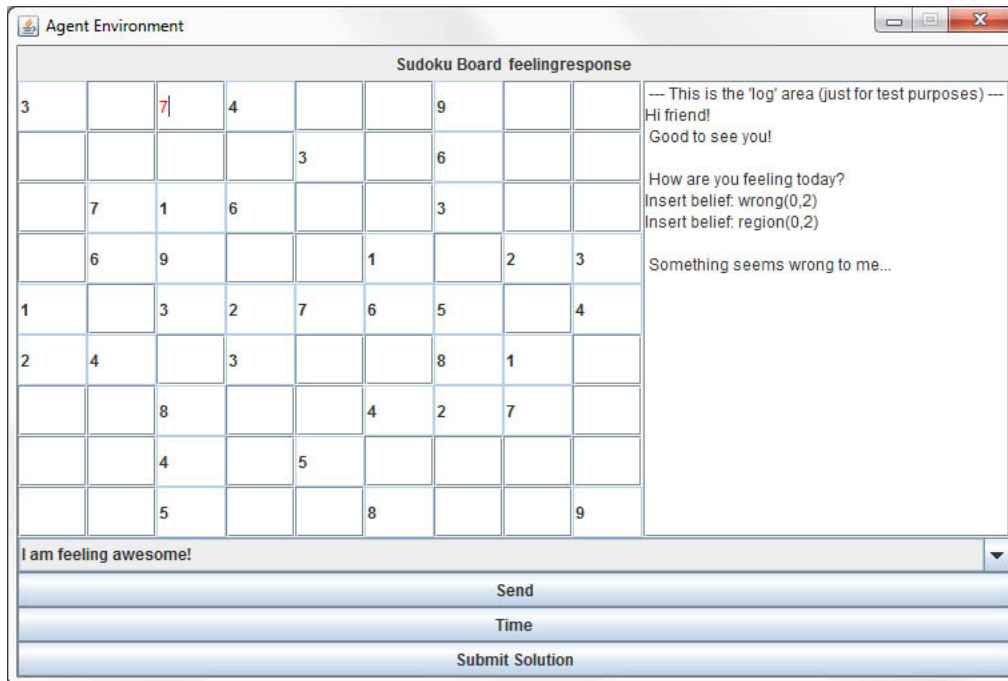 Agent Environment
Sudoku Board feelingresponse
3 7 4 9
3 6
7 1 6 3
6 9 1 2 3
1 3 2 7 6 5 4
2 4 3 8 1
8 4 2 7
4 5
5 8 9
--- This is the 'log' area (just for test purposes) ---
Hi friend!
Good to see you!
How are you feeling today?
Insert belief: wrong(0,2)
Insert belief: region(0,2)
Something seems wrong to me...
I am feeling awesome!
Send
Time
Submit Solution